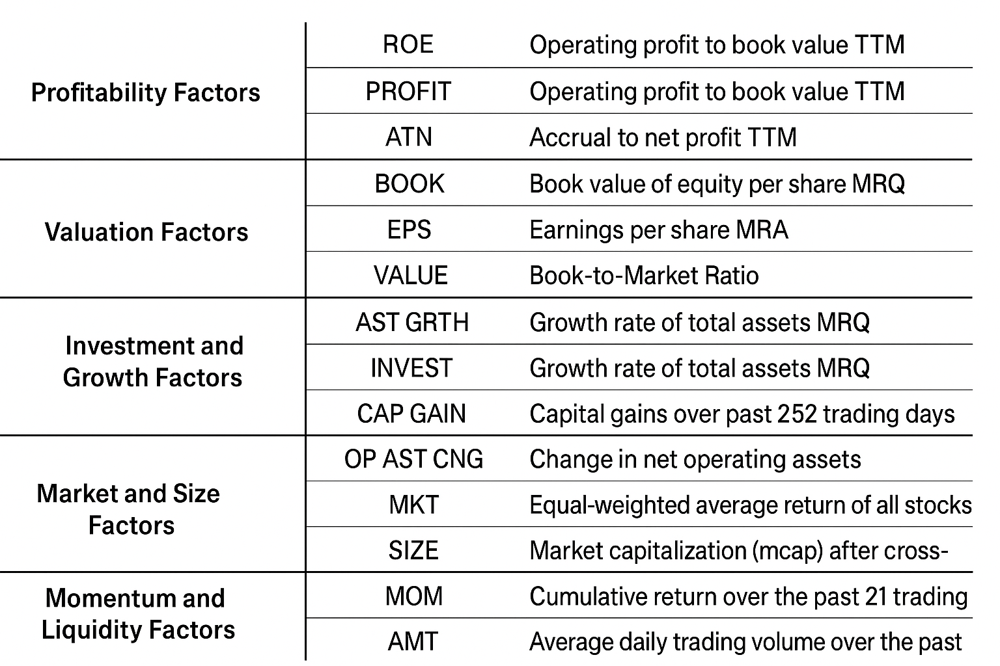 Profitability Factors
ROE Operating profit to book value TTM
PROFIT Operating profit to book value TTM
ATN Accrual to net profit TTM
Valuation Factors
BOOK Book value of equity per share MRQ
EPS Earnings per share MRA
VALUE Book-to-Market Ratio
Investment and
Growth Factors
AST GRTH Growth rate of total assets MRQ
INVEST Growth rate of total assets MRQ
CAP GAIN Capital gains over past 252 trading days
Market and Size
Factors
OP AST CNG Change in net operating assets
MKT Equal-weighted average return of all stocks
SIZE Market capitalization (mcap) after cross-
Momentum and
Liquidity Factors
MOM Cumulative return over the past 21 trading
AMT Average daily trading volume over the past